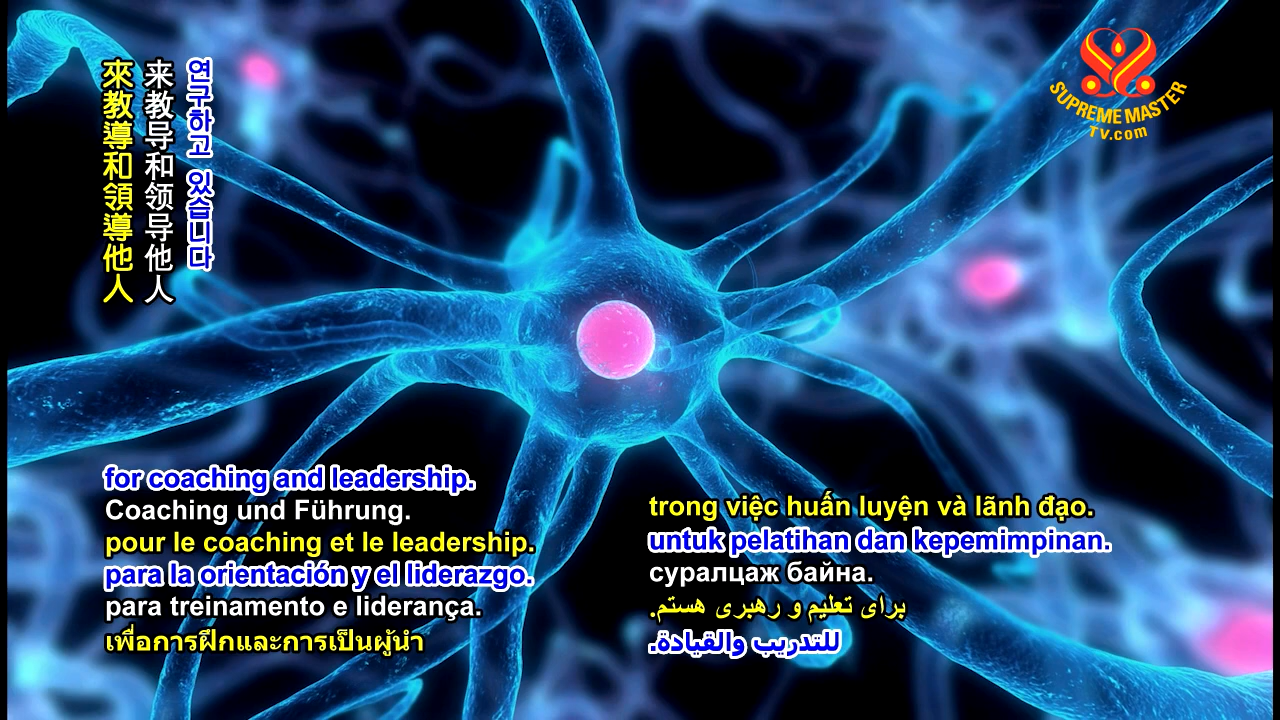 來教導和領導他人
来教导和领导他人
연구하고 있습니다
SUPREME MASTER
TV.com
for coaching and leadership.
Coaching und Führung.
pour le coaching et le leadership.
para la orientación y el liderazgo.
para treinamento e liderança.
เพื่อการฝึกและการเป็นผู้นำ
trong việc huấn luyện và lãnh đạo.
untuk pelatihan dan kepemimpinan.
суралцаж байна.
برای تعلیم و رهبری هستم.
للتدريب والقيادة.